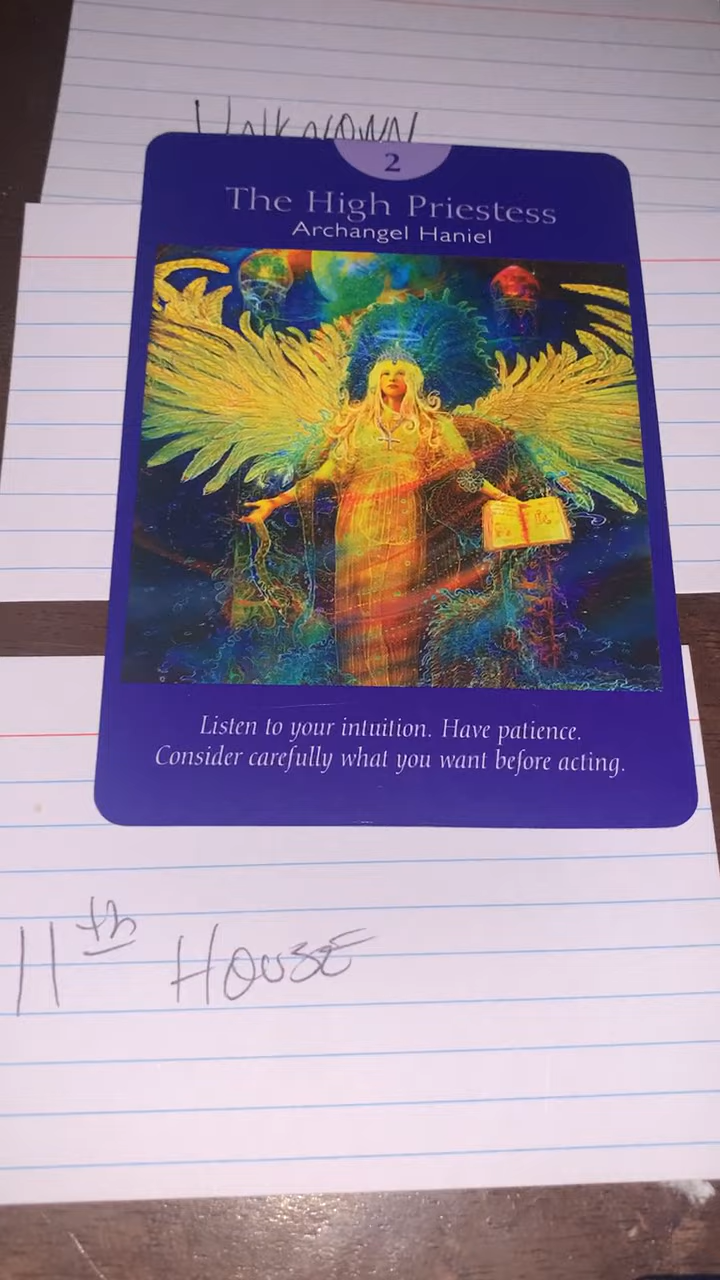 UNKNOWN
2
The High Priestess
Archangel Haniel
Listen to your intuition. Have patience.
Consider carefully what you want before acting.
11th House